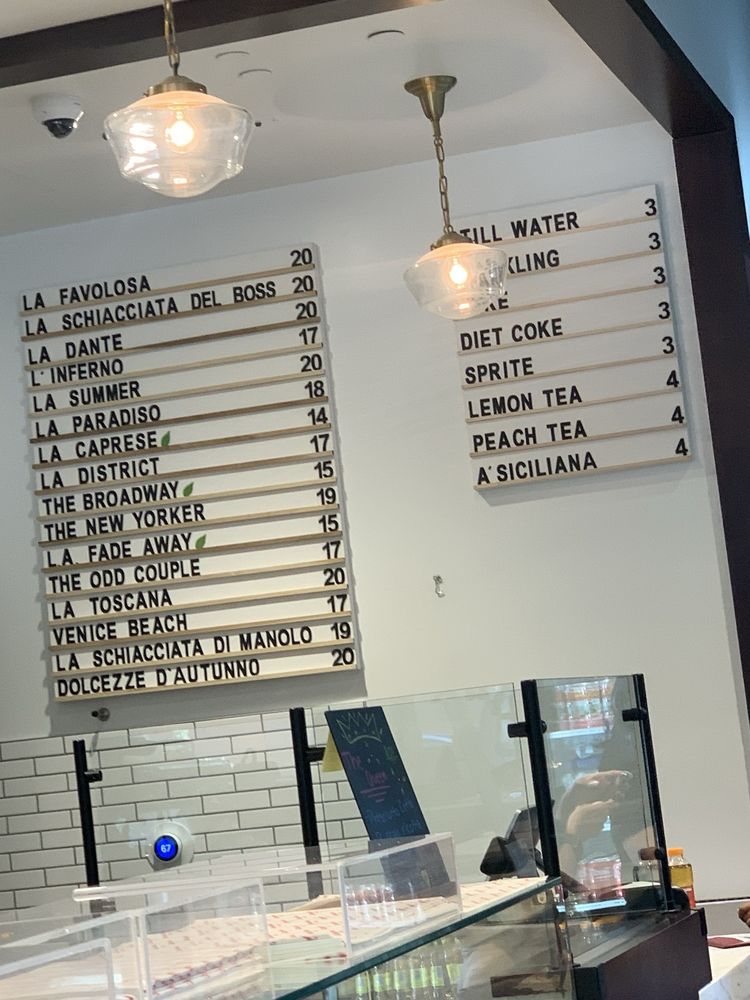 LA FAVOLOSA 20
LA SCHIACCIATA DEL BOSS 20
LA DANTE 20
L'INFERNO 17
LA SUMMER 20
LA PARADISO 18
LA CAPRESE 14
LA DISTRICT 17
THE BROADWAY 15
THE NEW YORKER 19
LA FADE AWAY 15
THE ODD COUPLE 17
LA TOSCANA 20
VENICE BEACH 17
LA SCHIACCIATA DI MANOLO 19
DOLCEZZE D'AUTUNNO 20
TILL WATER 3
KLING 3
KE 3
DIET COKE 3
SPRITE 3
LEMON TEA 4
PEACH TEA 4
A'SICILIANA 4
The
Queen
67